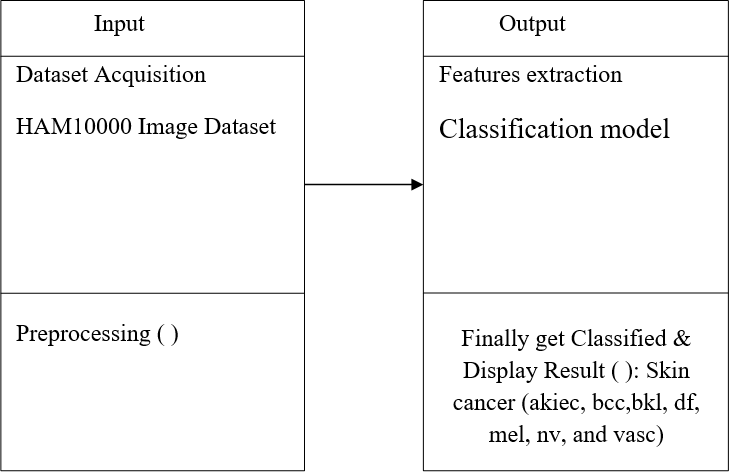 Input
Dataset Acquisition
HAM10000 Image Dataset
Preprocessing ( )
Output
Features extraction
Classification model
Finally get Classified &
Display Result ( ): Skin
cancer (akiec, bcc,bkl, df,
mel, nv, and vasc)